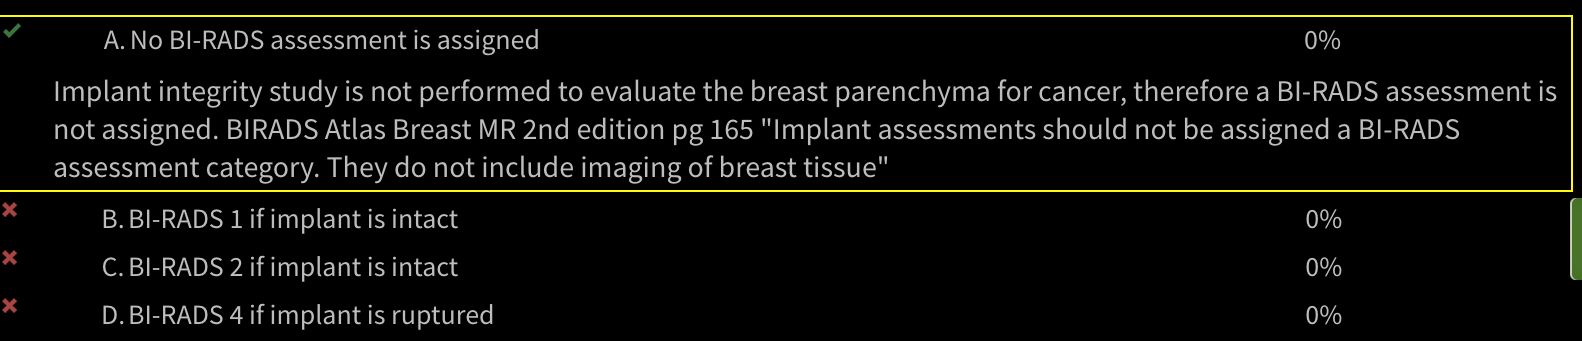 A. No BI-RADS assessment is assigned 0%
Implant integrity study is not performed to evaluate the breast parenchyma for cancer, therefore a BI-RADS assessment is
not assigned. BIRADS Atlas Breast MR 2nd edition pg 165 "Implant assessments should not be assigned a BI-RADS
assessment category. They do not include imaging of breast tissue"
B. BI-RADS 1 if implant is intact 0%
C. BI-RADS 2 if implant is intact 0%
D. BI-RADS 4 if implant is ruptured 0%